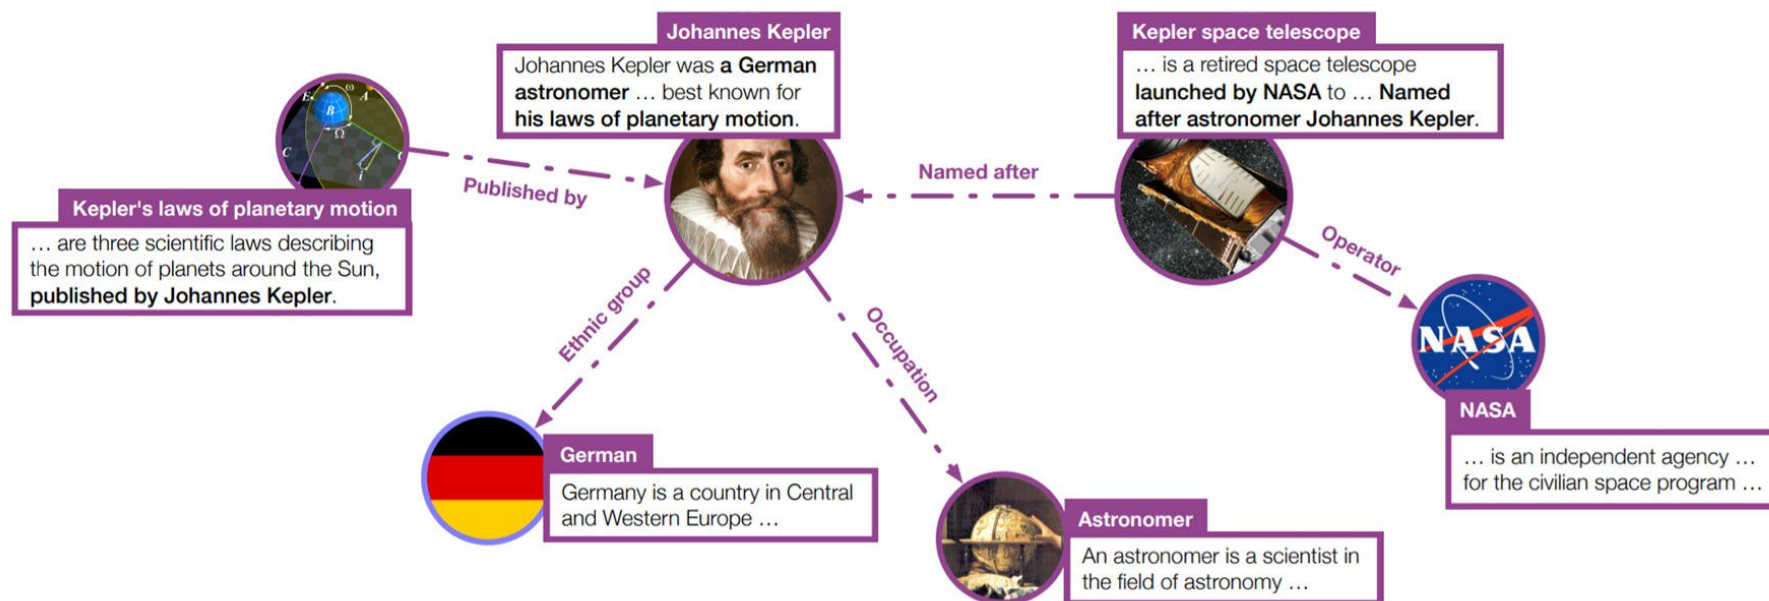 Johannes Kepler
Johannes Kepler was a German
astronomer … best known for
his laws of planetary motion.
Kepler space telescope
… is a retired space telescope
launched by NASA to … Named
after astronomer Johannes Kepler.
E
ω
A
B
Ω
C
i
Published by
Named after
Kepler's laws of planetary motion
… are three scientific laws describing
the motion of planets around the Sun,
published by Johannes Kepler.
Operator
Ethnic group
Occupation
NASA
NASA
… is an independent agency …
for the civilian space program …
German
Germany is a country in Central
and Western Europe …
Astronomer
An astronomer is a scientist in
the field of astronomy …